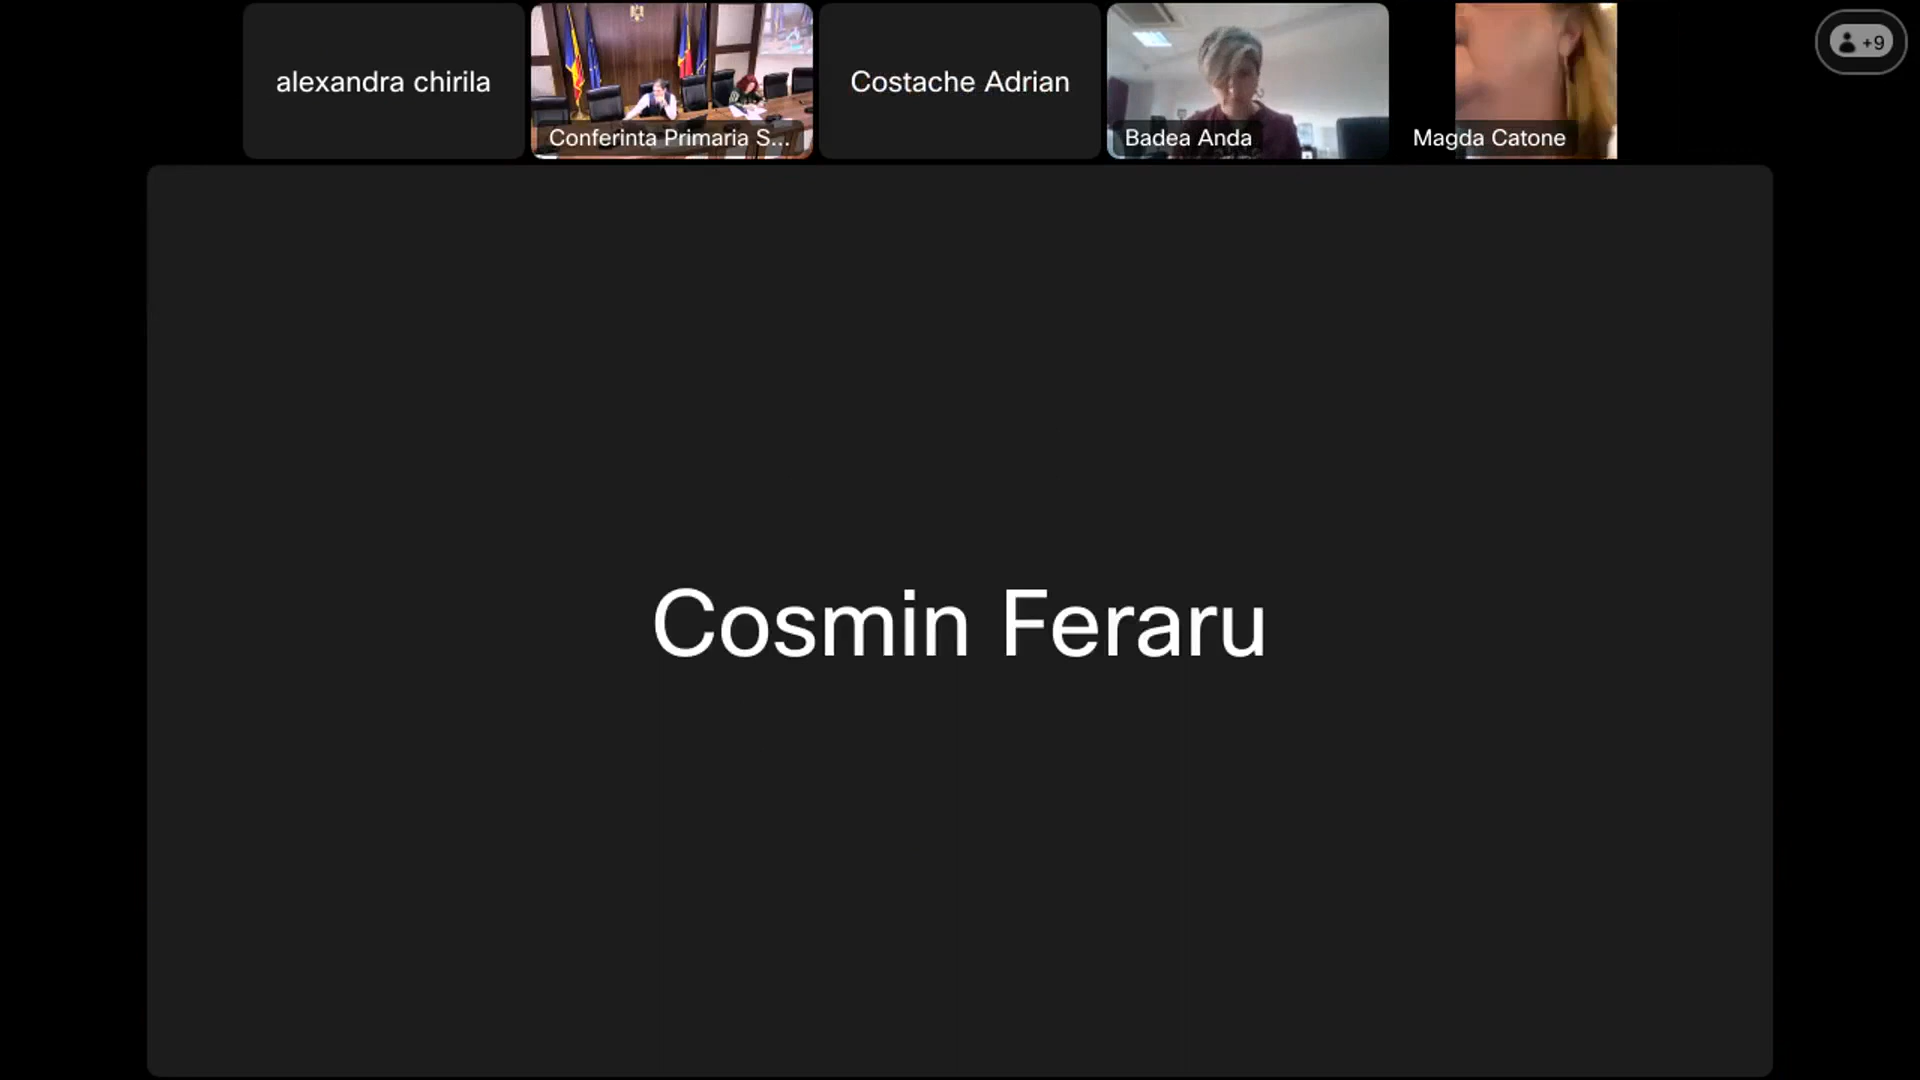 alexandra chirila
Conferinta Primaria S...
Costache Adrian
Badea Anda
Magda Catone
+9
Cosmin Feraru